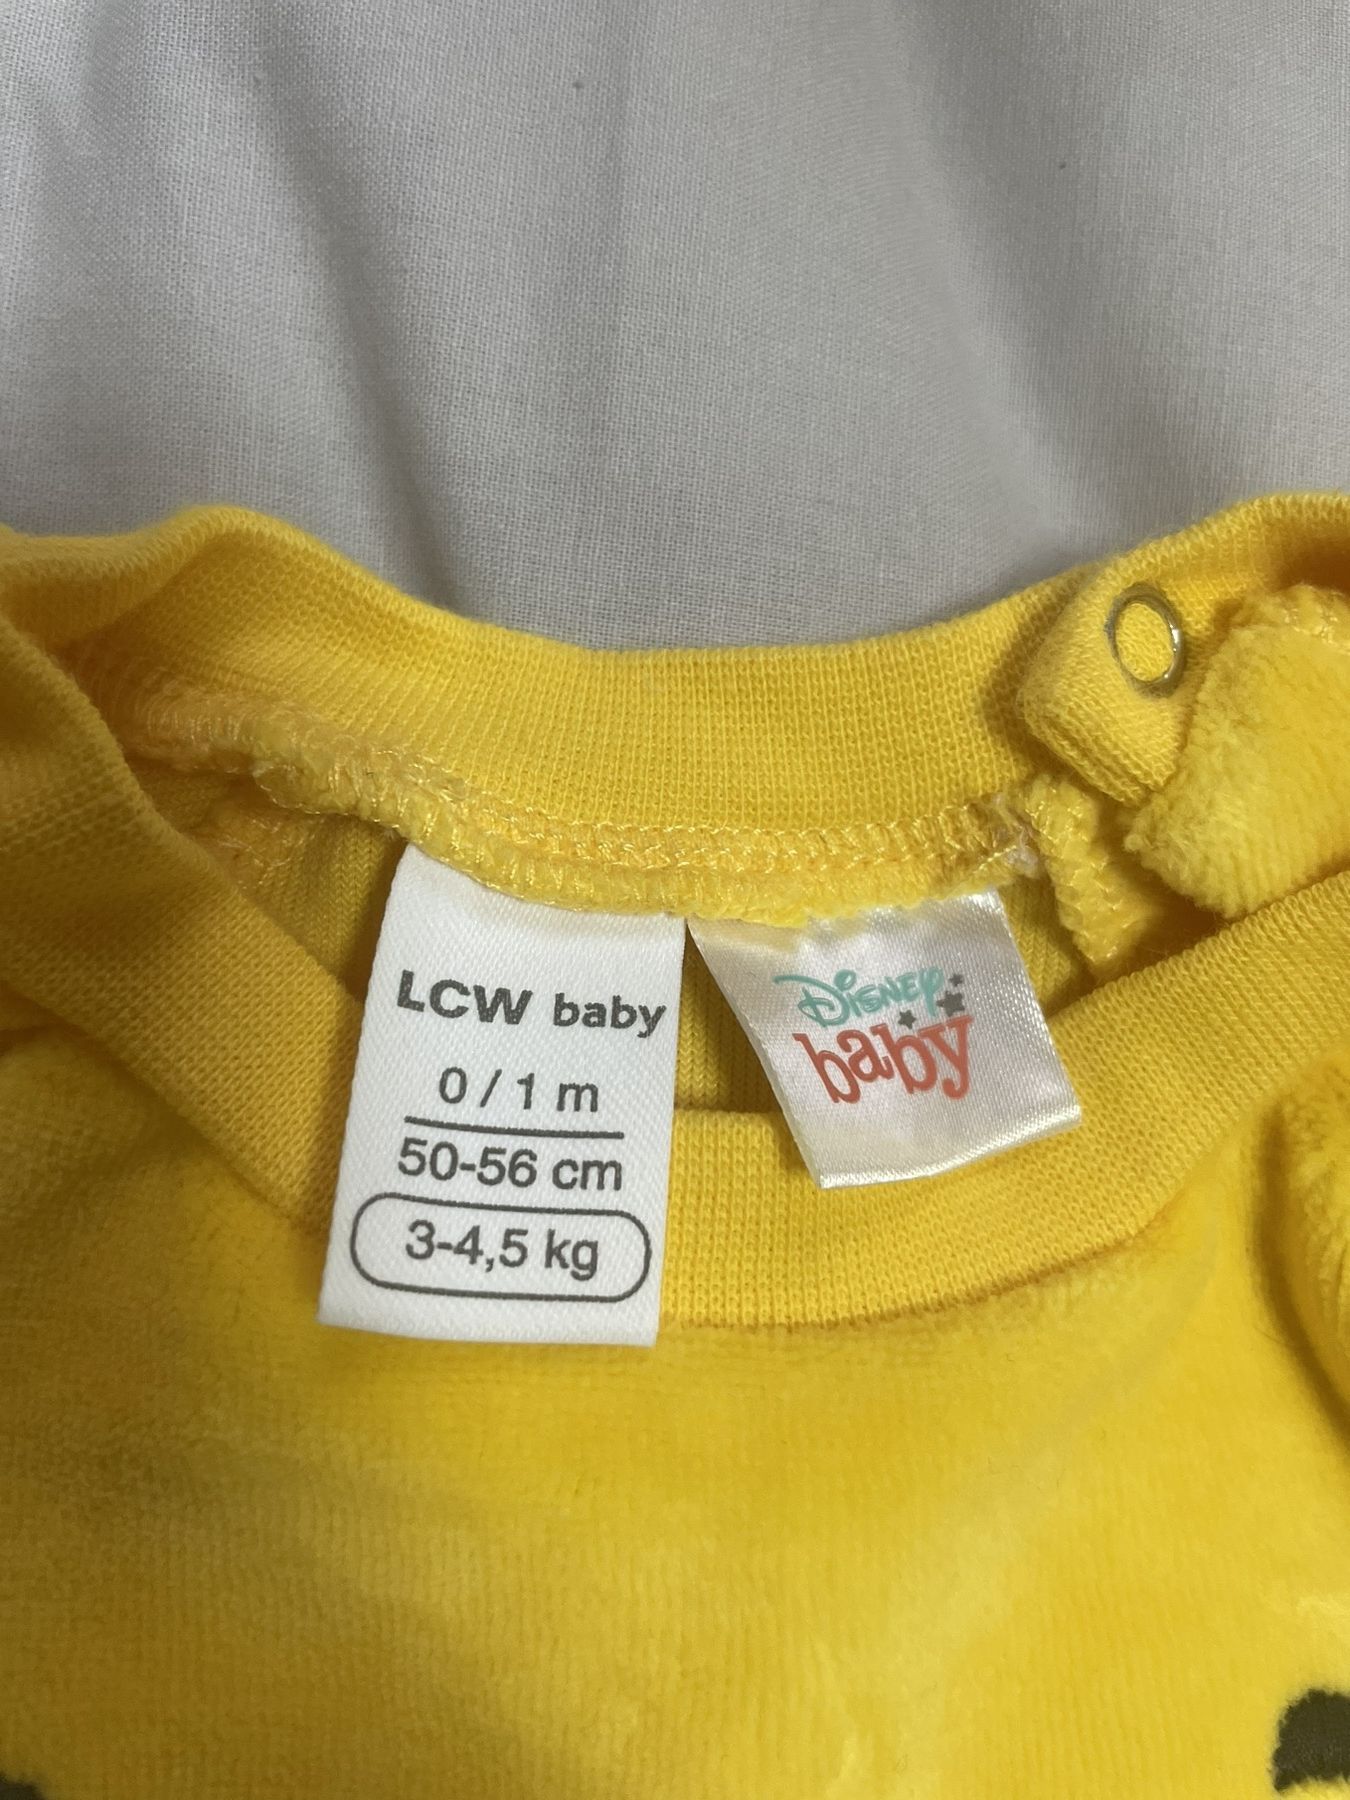 LCW baby
0 / 1 m
50-56 cm
3-4,5 kg
Disney
baby